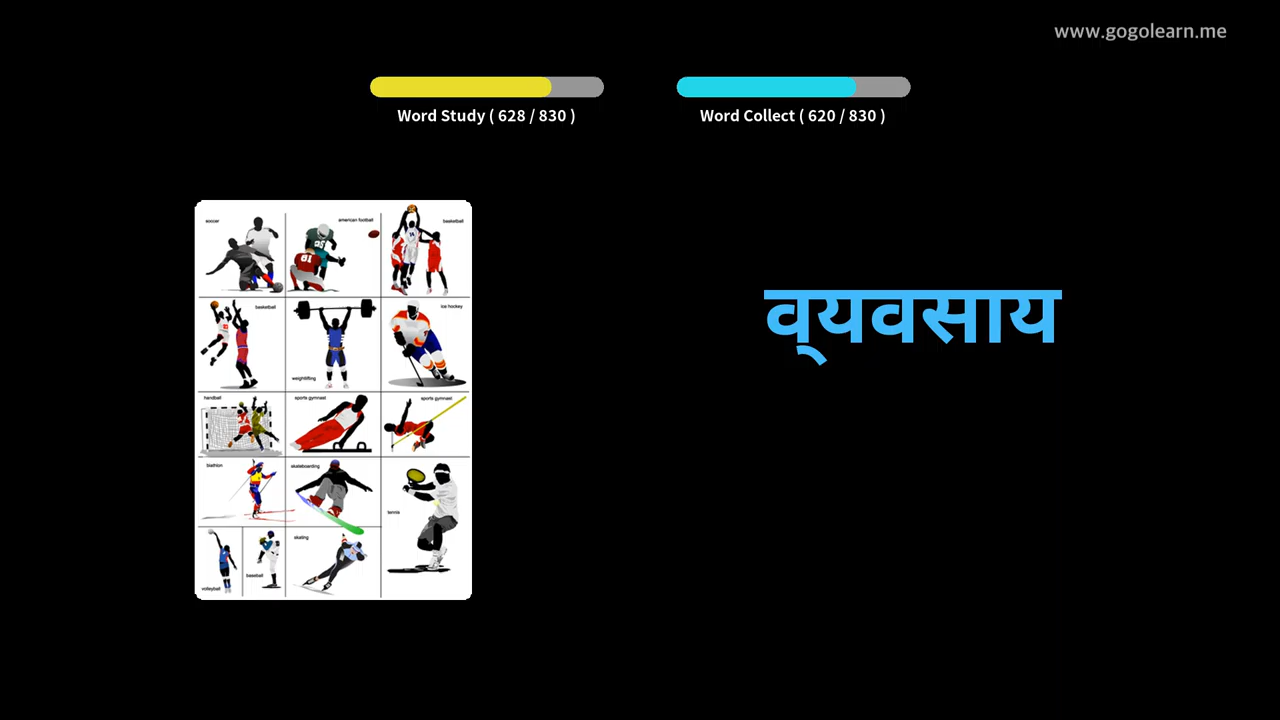 www.gogolearn.me
Word Study ( 628 / 830 )
Word Collect ( 620 / 830 )
soccer
american football
basketball
basketball
weightlifting
ice hockey
handball
sports gymnast
sports gymnast
biathlon
skateboarding
tennis
volleyball
baseball
skating
81
व्‌यवसाय